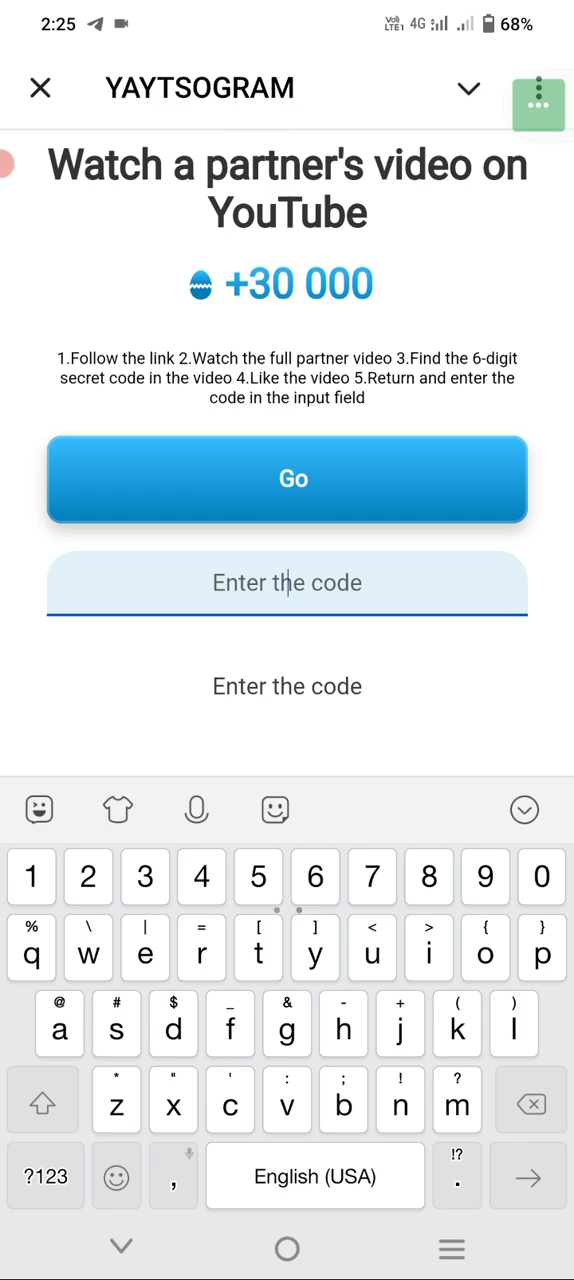 2:25 Vo) LTE1 4G 68%
YAYTSOGRAM
Watch a partner's video on
YouTube
+30 000
1.Follow the link 2.Watch the full partner video 3.Find the 6-digit
secret code in the video 4.Like the video 5.Return and enter the
code in the input field
Go
Enter the code
Enter the code
1 2 3 4 5 6 7 8 9 0
% \ | = [ ] < > { }
q w e r t y u i o p
@ # $ _ & - + ( )
a s d f g h j k l
* " ' : ; ! ?
z x c v b n m
!?
?123 , English (USA) .